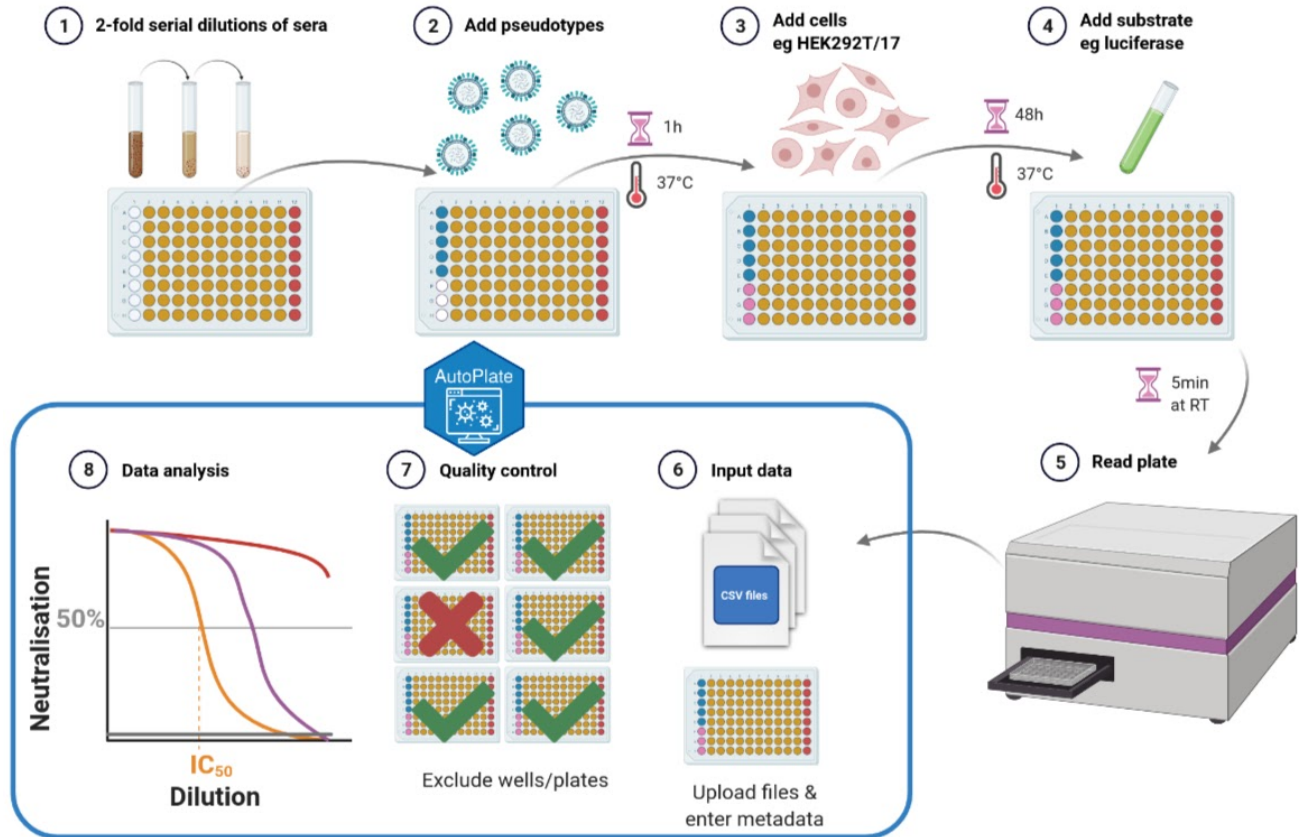 1 2-fold serial dilutions of sera
2 Add pseudotypes
1h
37°C
3 Add cells
eg HEK292T/17
48h
37°C
4 Add substrate
eg luciferase
5min
at RT
5 Read plate
AutoPlate
6 Input data
CSV files
Upload files &
enter metadata
7 Quality control
Exclude wells/plates
8 Data analysis
Neutralisation
50%
IC₅₀
Dilution